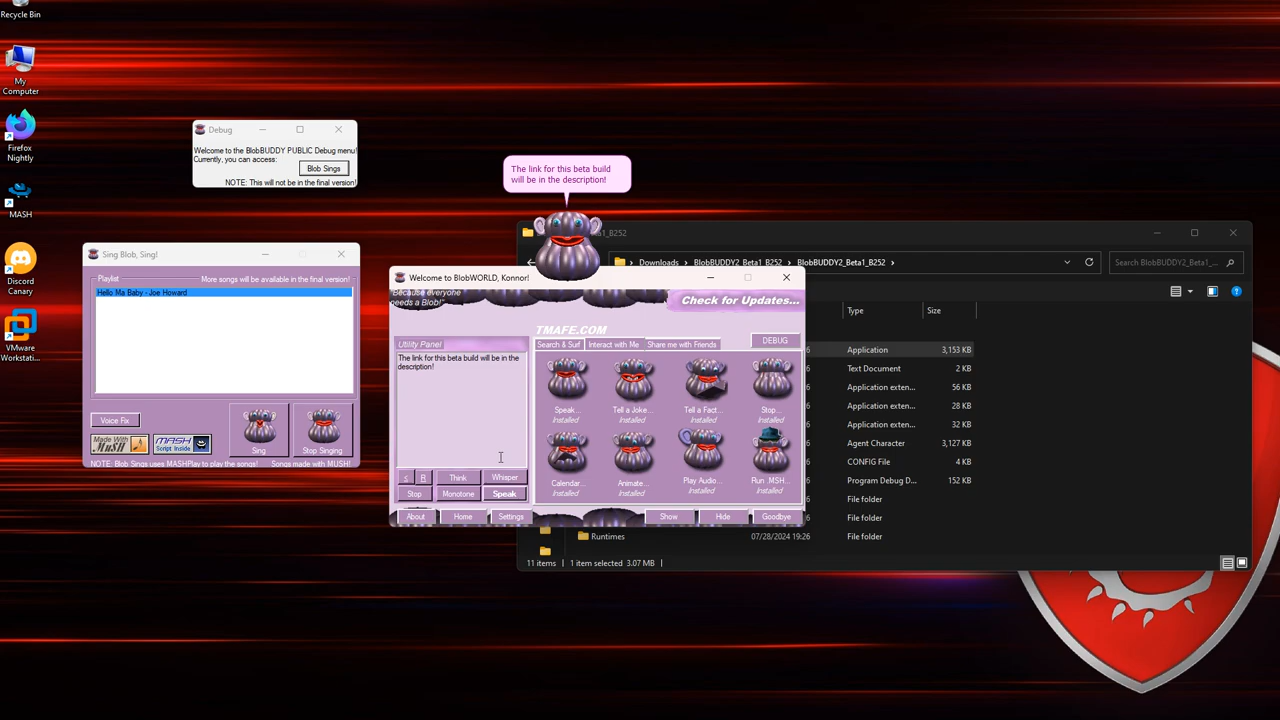 Recycle Bin
My
Computer
Firefox
Nightly
MASH
Discord
Canary
VMware
Workstati...
Debug
Welcome to the BlobBUDDY PUBLIC Debug menu!
Currently, you can access:
Blob Sings
NOTE: This will not be in the final version!
Sing Blob, Sing!
Playlist
More songs will be available in the final version!
Hello Ma Baby - Joe Howard
Voice Fix
Made With
MuSH
MASH
Script Inside
Sing
Stop Singing
NOTE: Blob Sings uses MASHPlay to play the songs!
Songs made with MUSH!
The link for this beta build
will be in the description!
Welcome to BlobWORLD, Konnor!
"Because everyone
needs a Blob!"
Check for Updates...
TMAFE.COM
DEBUG
Utility Panel
Search & Surf
Interact with Me
Share me with Friends
The link for this beta build will be in the
description!
Speak...
Installed
Tell a Joke...
Installed
Tell a Fact...
Installed
Stop...
Installed
Calendar...
Installed
Animate...
Installed
Play Audio...
Installed
Run .MSH...
Installed
R
Think
Whisper
Stop
Monotone
Speak
About
Home
Settings
Show
Hide
Goodbye
a1_B252
Downloads
BlobBUDDY2_Beta1_B252
BlobBUDDY2_Beta1_B252
Search BlobBUDDY2_Beta1_...
Type
Size
Application
3,153 KB
Text Document
2 KB
Application exten...
56 KB
Application exten...
28 KB
Application exten...
32 KB
Agent Character
3,127 KB
CONFIG File
4 KB
Program Debug D...
152 KB
File folder
File folder
Runtimes
07/28/2024 19:26
File folder
11 items
1 item selected 3.07 MB